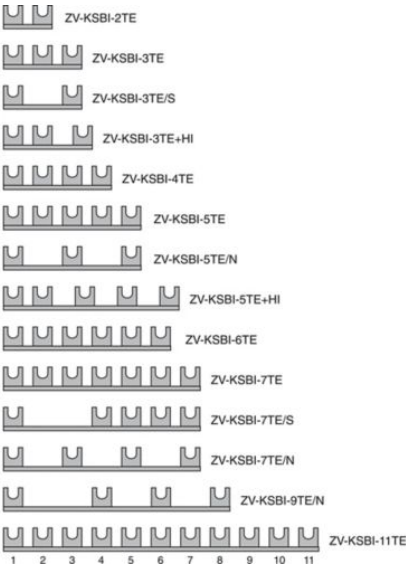 ZV-KSBI-2TE
ZV-KSBI-3TE
ZV-KSBI-3TE/S
ZV-KSBI-3TE+HI
ZV-KSBI-4TE
ZV-KSBI-5TE
ZV-KSBI-5TE/N
ZV-KSBI-5TE+HI
ZV-KSBI-6TE
ZV-KSBI-7TE
ZV-KSBI-7TE/S
ZV-KSBI-7TE/N
ZV-KSBI-9TE/N
ZV-KSBI-11TE
1 2 3 4 5 6 7 8 9 10 11